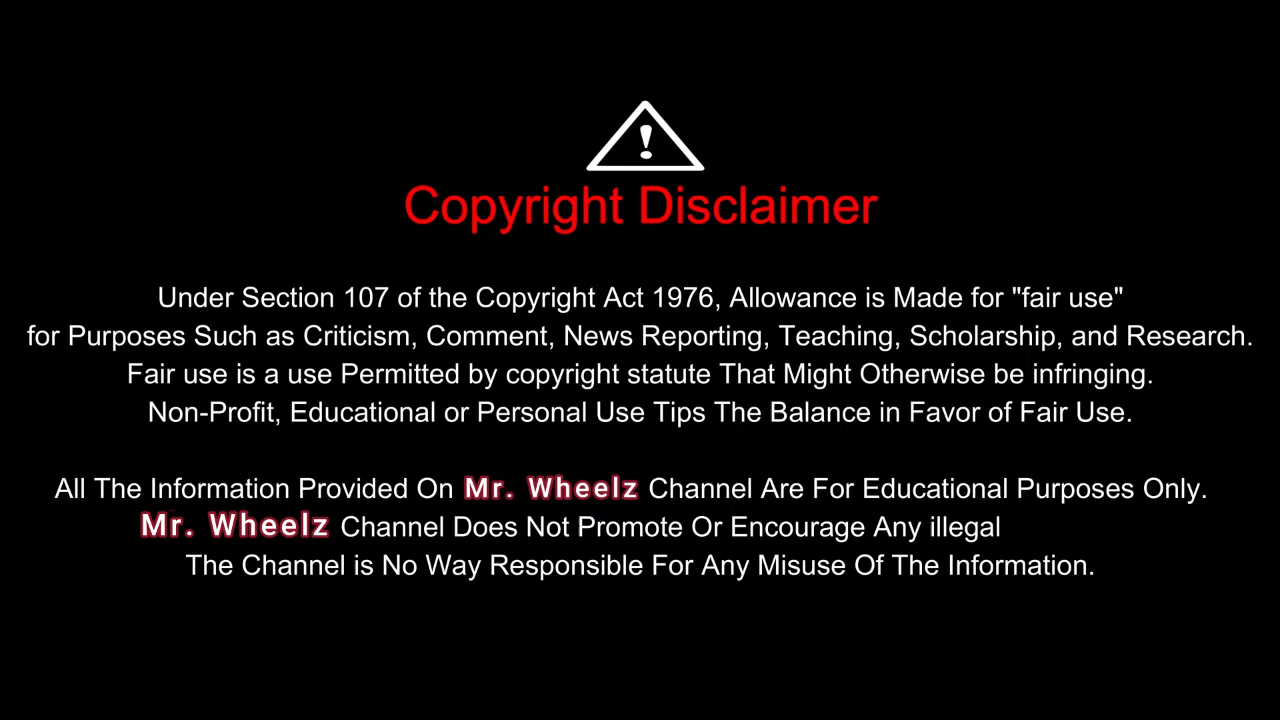 Copyright Disclaimer
Under Section 107 of the Copyright Act 1976, Allowance is Made for "fair use"
for Purposes Such as Criticism, Comment, News Reporting, Teaching, Scholarship, and Research.
Fair use is a use Permitted by copyright statute That Might Otherwise be infringing.
Non-Profit, Educational or Personal Use Tips The Balance in Favor of Fair Use.
All The Information Provided On Mr. Wheelz Channel Are For Educational Purposes Only.
Mr. Wheelz Channel Does Not Promote Or Encourage Any illegal
The Channel is No Way Responsible For Any Misuse Of The Information.